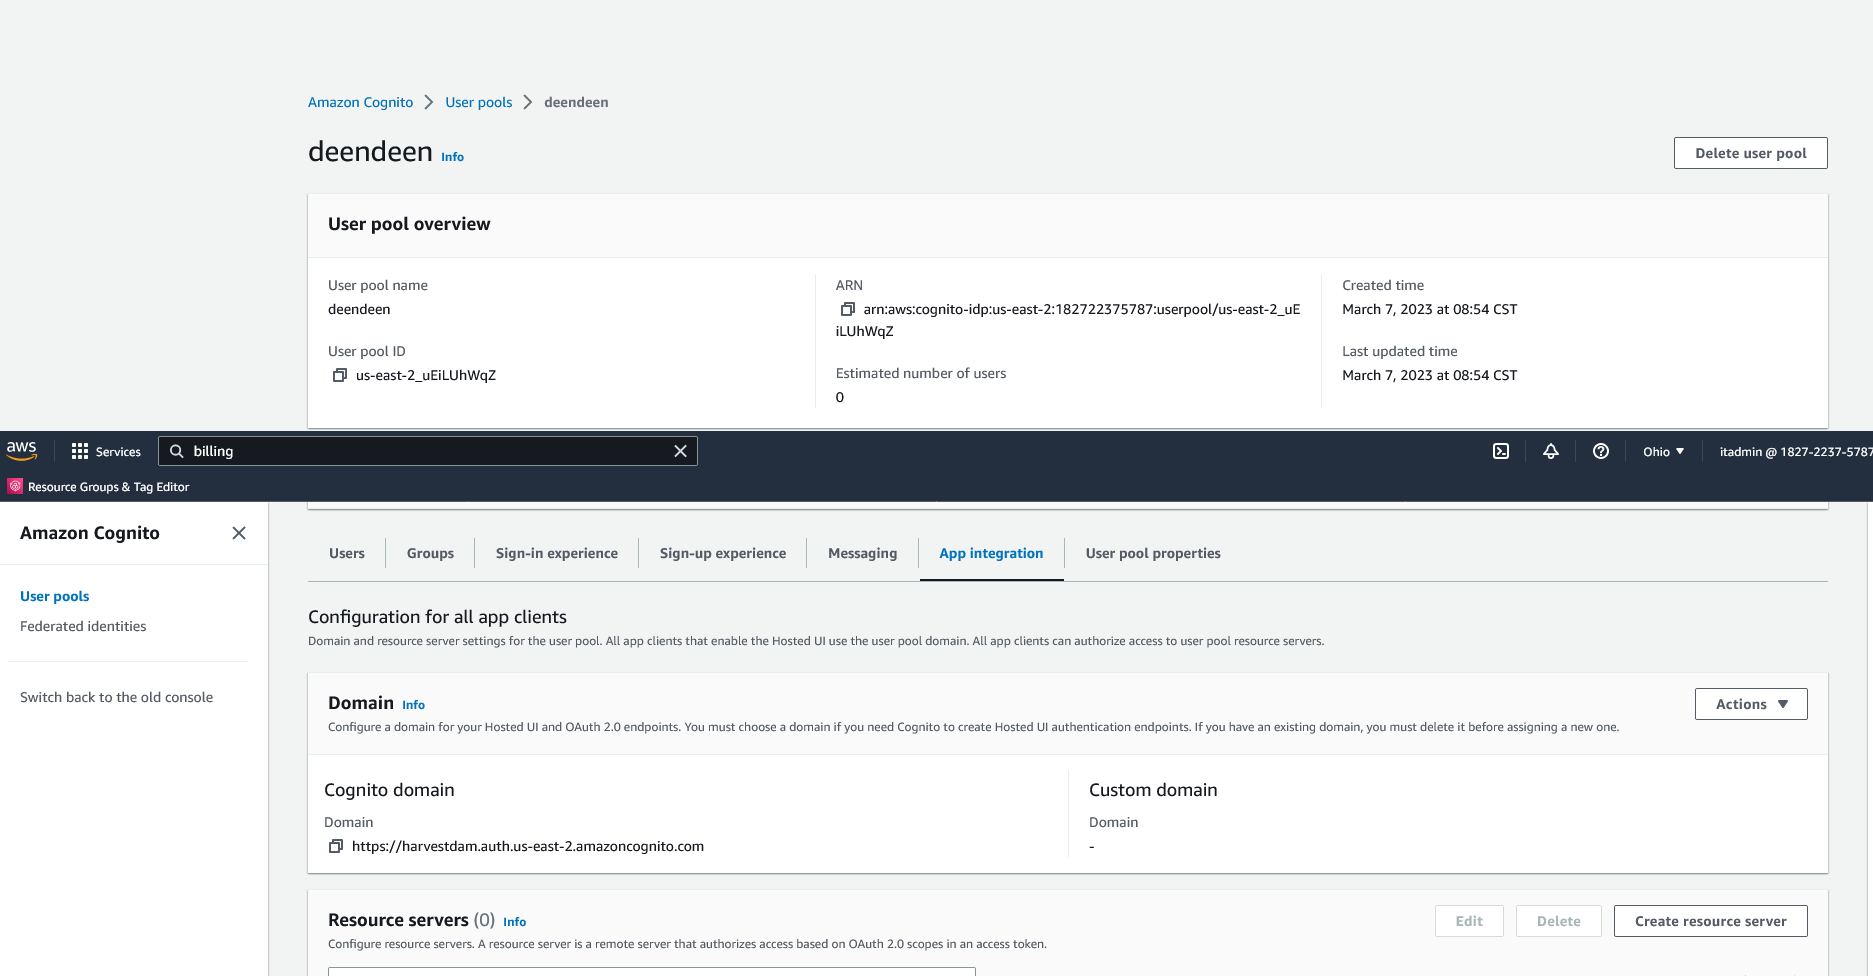 Amazon Cognito > User pools > deendeen
deendeen Info
Delete user pool
User pool overview
User pool name
deendeen
User pool ID
us-east-2_uEiLUhWqZ
ARN
arn:aws:cognito-idp:us-east-2:182722375787:userpool/us-east-2_uE
iLUhWqZ
Estimated number of users
0
Created time
March 7, 2023 at 08:54 CST
Last updated time
March 7, 2023 at 08:54 CST
aws Services billing Ohio itadmin @ 1827-2237-5787
Resource Groups & Tag Editor
Amazon Cognito
User pools
Federated identities
Switch back to the old console
Users Groups Sign-in experience Sign-up experience Messaging App integration User pool properties
Configuration for all app clients
Domain and resource server settings for the user pool. All app clients that enable the Hosted UI use the user pool domain. All app clients can authorize access to user pool resource servers.
Domain Info
Actions
Configure a domain for your Hosted UI and OAuth 2.0 endpoints. You must choose a domain if you need Cognito to create Hosted UI authentication endpoints. If you have an existing domain, you must delete it before assigning a new one.
Cognito domain
Domain
https://harvestdam.auth.us-east-2.amazoncognito.com
Custom domain
Domain
-
Resource servers (0) Info
Edit Delete Create resource server
Configure resource servers. A resource server is a remote server that authorizes access based on OAuth 2.0 scopes in an access token.